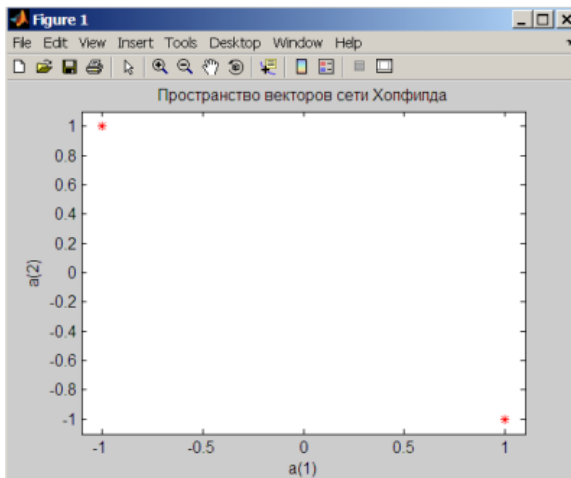 Figure 1
File Edit View Insert Tools Desktop Window Help
Пространство векторов сети Хопфилда
1
0.8
0.6
0.4
0.2
0
-0.2
-0.4
-0.6
-0.8
-1
a(2)
-1 -0.5 0 0.5 1
a(1)